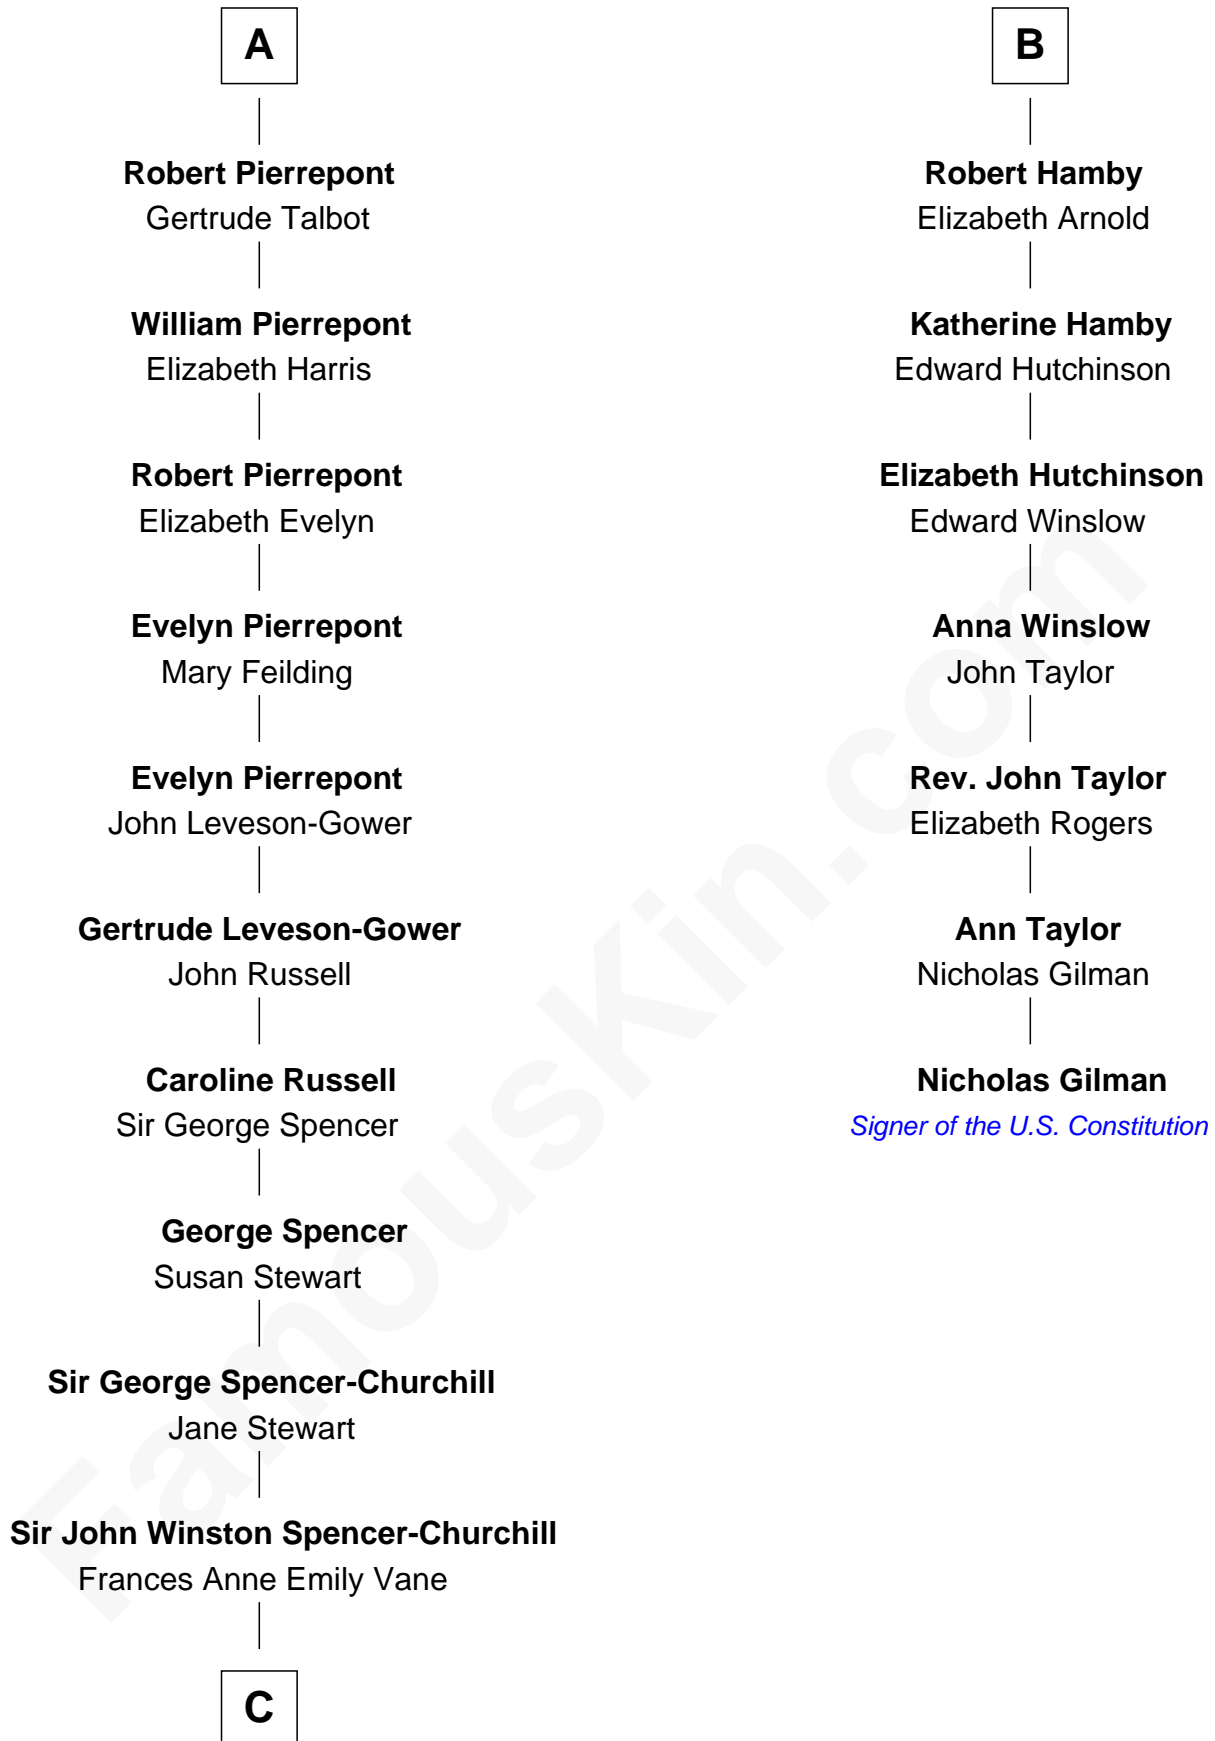 A
Robert Pierrepont
Gertrude Talbot
William Pierrepont
Elizabeth Harris
Robert Pierrepont
Elizabeth Evelyn
Evelyn Pierrepont
Mary Feilding
Evelyn Pierrepont
John Leveson-Gower
Gertrude Leveson-Gower
John Russell
Caroline Russell
Sir George Spencer
George Spencer
Susan Stewart
Sir George Spencer-Churchill
Jane Stewart
Sir John Winston Spencer-Churchill
Frances Anne Emily Vane
C
B
Robert Hamby
Elizabeth Arnold
Katherine Hamby
Edward Hutchinson
Elizabeth Hutchinson
Edward Winslow
Anna Winslow
John Taylor
Rev. John Taylor
Elizabeth Rogers
Ann Taylor
Nicholas Gilman
Nicholas Gilman
Signer of the U.S. Constitution
FamousKin.com